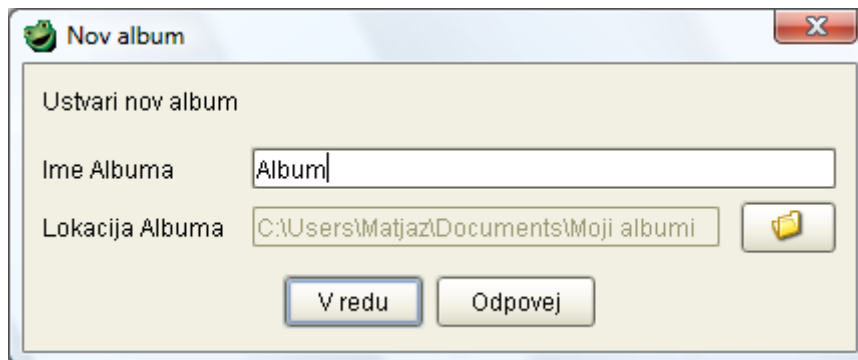 Nov album
Ustvari nov album
Ime Albuma Album
Lokacija Albuma C:\Users\Matjaz\Documents\Moji albumi
V redu Odpovej